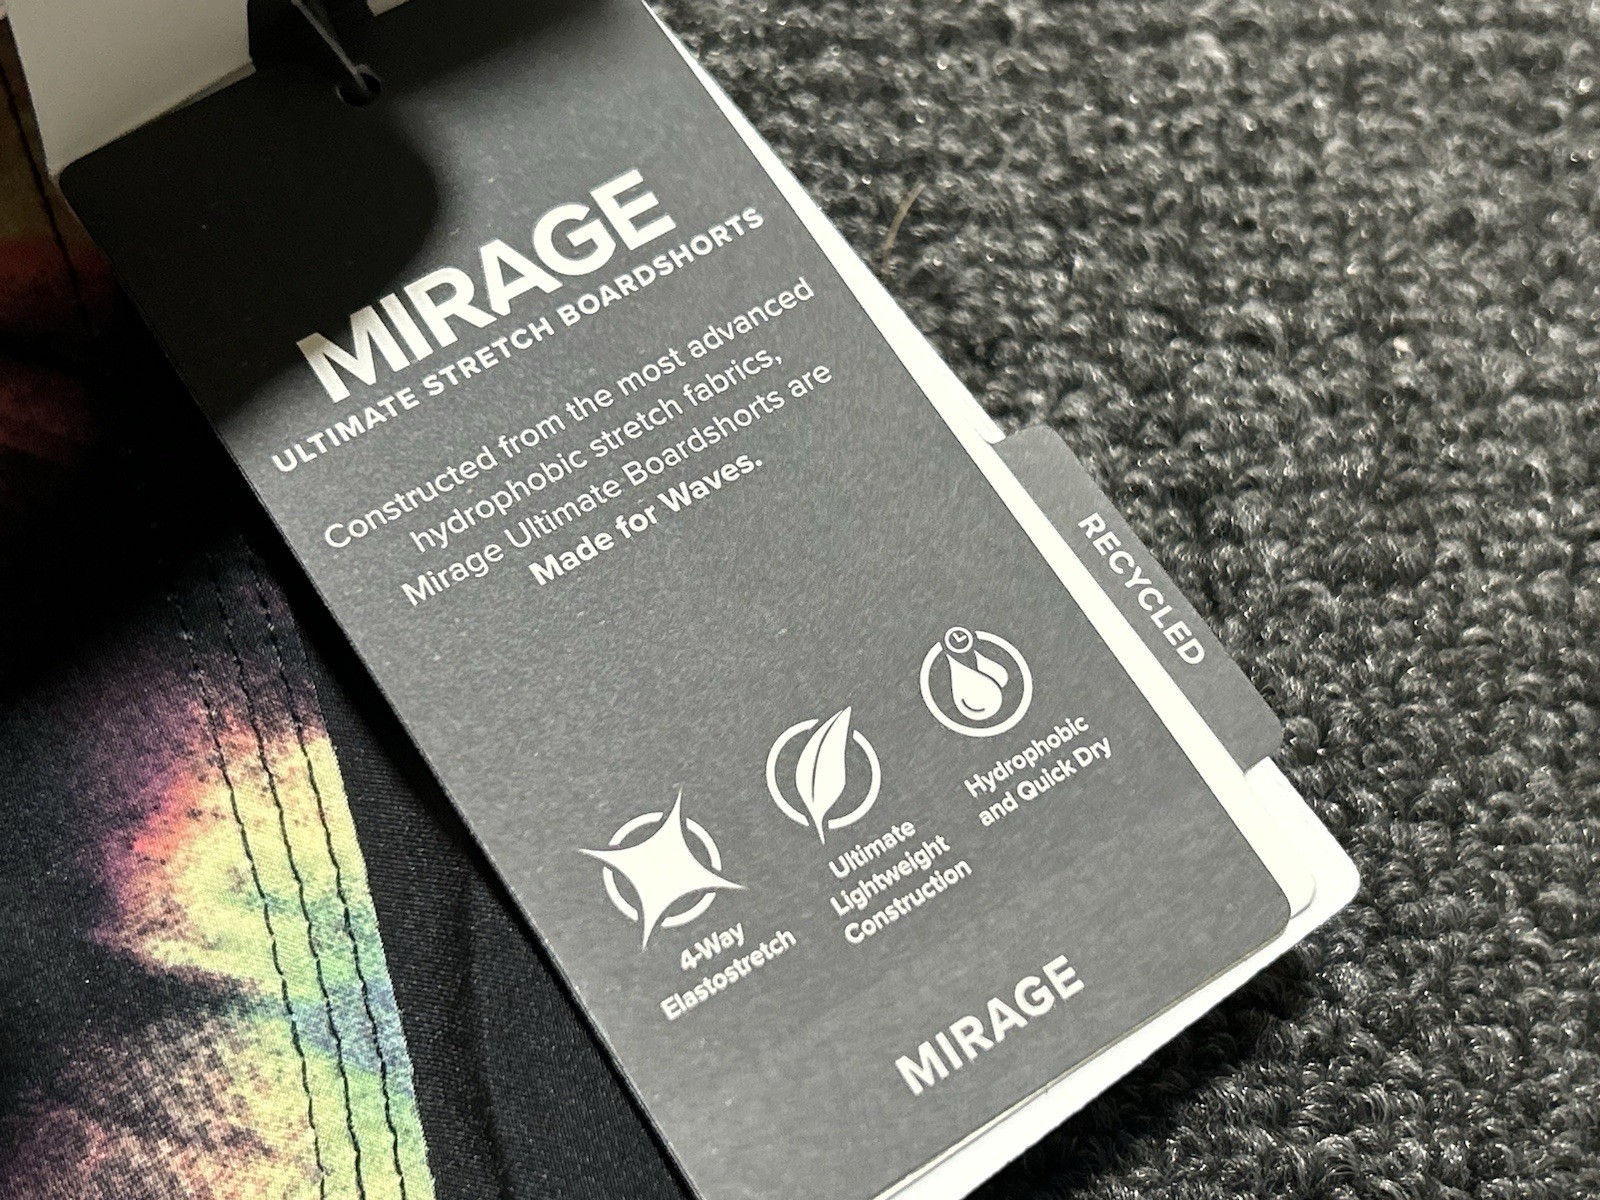 MIRAGE
ULTIMATE STRETCH BOARDSHORTS
Constructed from the most advanced
hydrophobic stretch fabrics,
Mirage Ultimate Boardshorts are
Made for Waves.
RECYCLED
4-Way
Elastostretch
Ultimate
Lightweight
Construction
Hydrophobic
and Quick Dry
MIRAGE